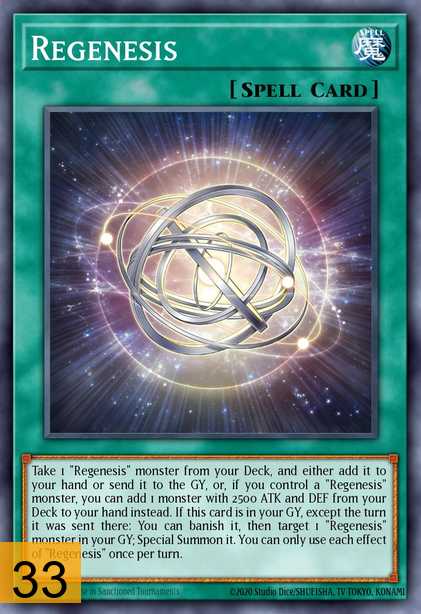 REGENESIS
SPELL
魔
[SPELL CARD]
Take 1 "Regenesis" monster from your Deck, and either add it to
your hand or send it to the GY, or, if you control a "Regenesis"
monster, you can add 1 monster with 2500 ATK and DEF from your
Deck to your hand instead. If this card is in your GY, except the turn
it was sent there: You can banish it, then target 1 "Regenesis"
monster in your GY; Special Summon it. You can only use each effect
of "Regenesis" once per turn.
33
Use in Sanctioned Tournaments
©2020 Studio Dice/SHUEISHA, TV TOKYO, KONAMI